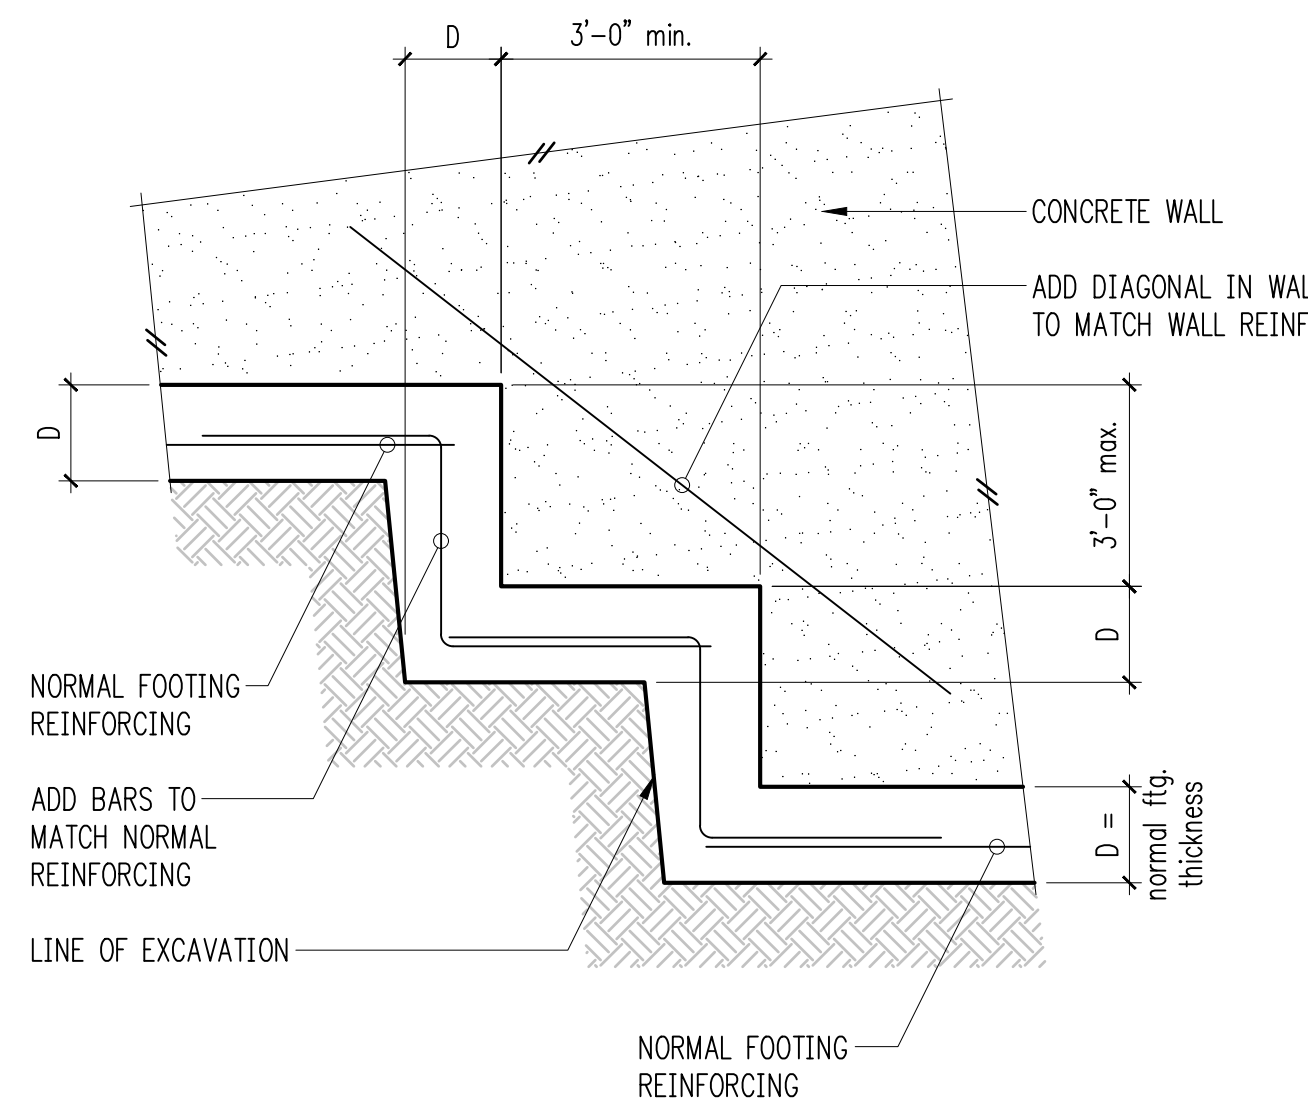 D
3'-0" min.
CONCRETE WALL
ADD DIAGONAL IN WAL
TO MATCH WALL REINF
D
3'-0" max.
D
NORMAL FOOTING
REINFORCING
ADD BARS TO
MATCH NORMAL
REINFORCING
D =
normal ftg.
thickness
LINE OF EXCAVATION
NORMAL FOOTING
REINFORCING